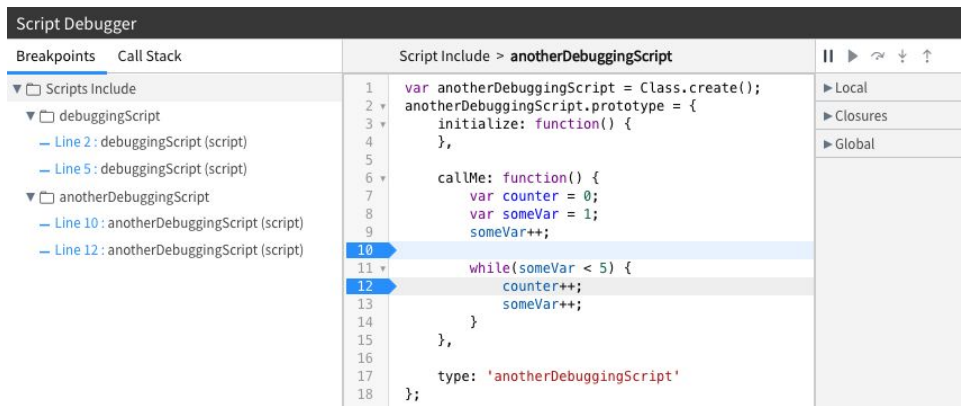 Script Debugger
Breakpoints Call Stack
Scripts Include
debuggingScript
Line 2 : debuggingScript (script)
Line 5 : debuggingScript (script)
anotherDebuggingScript
Line 10 : anotherDebuggingScript (script)
Line 12 : anotherDebuggingScript (script)
Script Include > anotherDebuggingScript
1 var anotherDebuggingScript = Class.create();
2 anotherDebuggingScript.prototype = {
3 initialize: function() {
4 },
5
6 callMe: function() {
7 var counter = 0;
8 var someVar = 1;
9 someVar++;
10
11 while(someVar < 5) {
12 counter++;
13 someVar++;
14 }
15 },
16
17 type: 'anotherDebuggingScript'
18 };
Local
Closures
Global